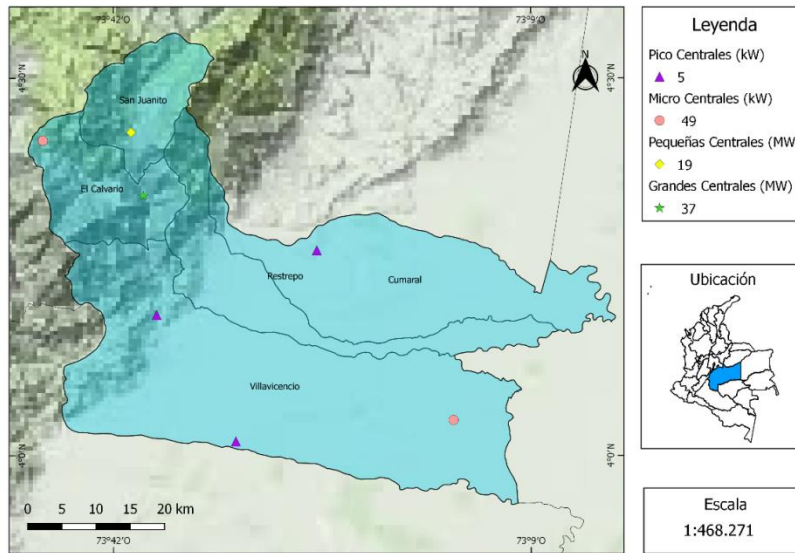 73°42'O
73°9'O
4°30'N
4°30'N
N
San Juanito
El Calvario
Restrepo
Cumaral
Villavicencio
4°0'N
4°0'N
0 5 10 15 20 km
73°42'O
73°9'O
Leyenda
Pico Centrales (kW)
5
Micro Centrales (kW)
49
Pequeñas Centrales (MW)
19
Grandes Centrales (MW)
37
Ubicación
Escala
1:468.271